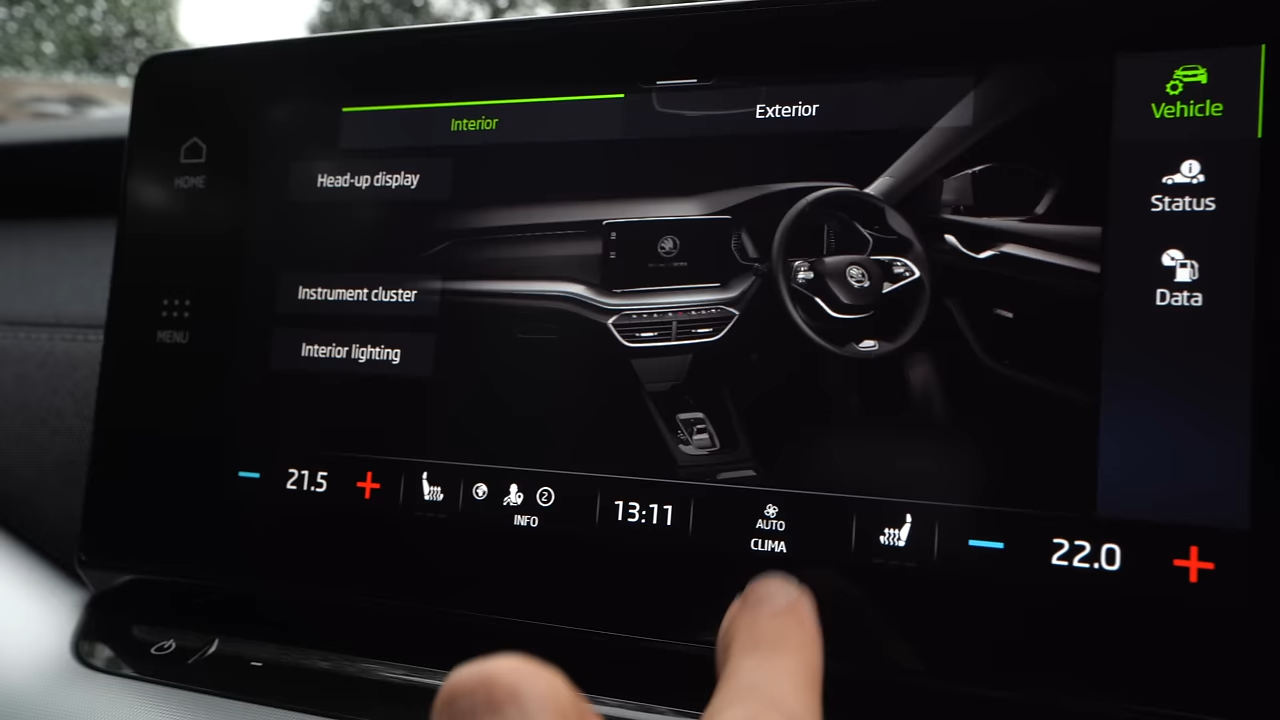 Interior
Exterior
Vehicle
HOME
Head-up display
Status
Instrument cluster
Data
MENU
Interior lighting
− 21.5 +
2
INFO
13:11
AUTO
CLIMA
− 22.0 +